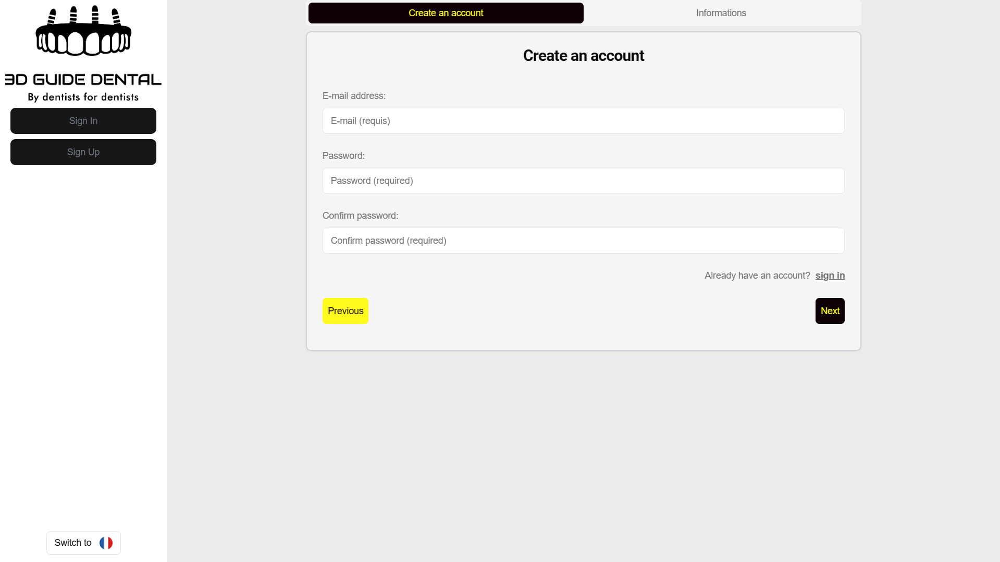 3D GUIDE DENTAL
By dentists for dentists
Sign In
Sign Up
Switch to
Create an account
Informations
Create an account
E-mail address:
E-mail (requis)
Password:
Password (required)
Confirm password:
Confirm password (required)
Already have an account? sign in
Previous
Next